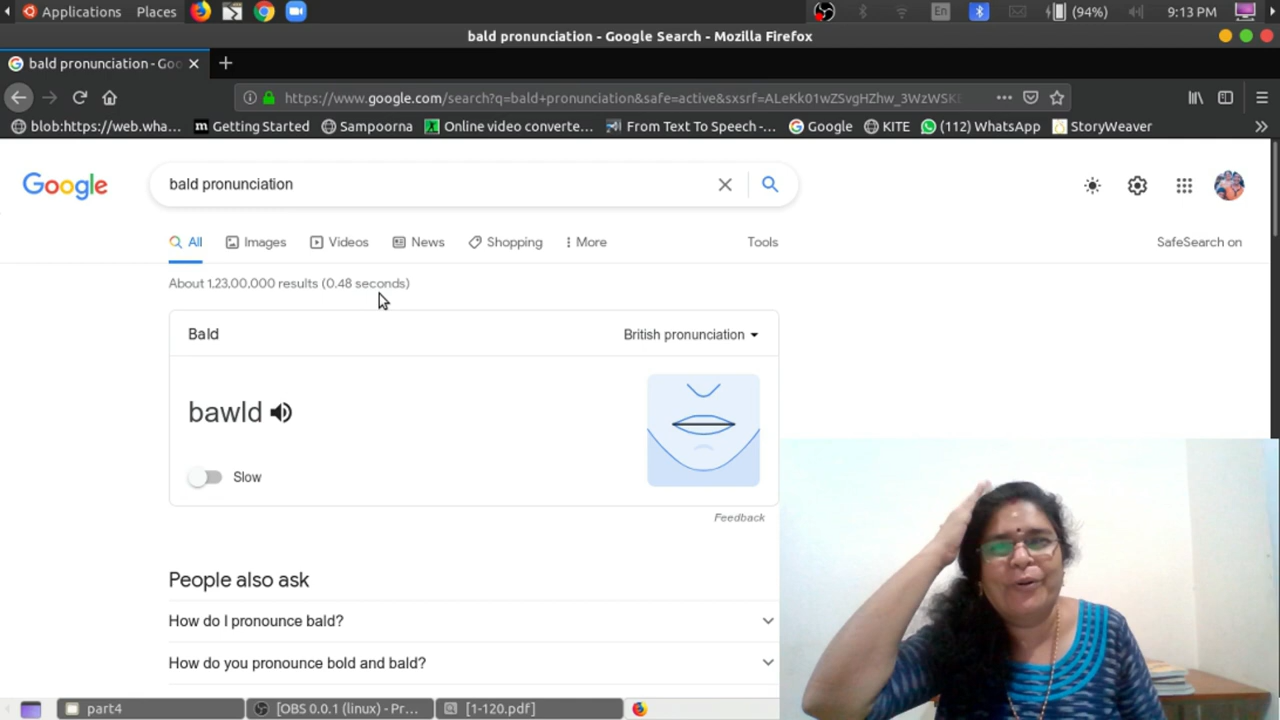 Applications Places En (94%) 9:13 PM
bald pronunciation - Google Search - Mozilla Firefox
bald pronunciation - Goo
https://www.google.com/search?q=bald+pronunciation&safe=active&sxsrf=ALeKk01wZSvgHZhw_3WzWSK
blob:https://web.wha... Getting Started Sampoorna Online video converte... From Text To Speech -... Google KITE (112) WhatsApp StoryWeaver
Google bald pronunciation
All Images Videos News Shopping More Tools SafeSearch on
About 1,23,00,000 results (0.48 seconds)
Bald British pronunciation
bawld
Slow
Feedback
People also ask
How do I pronounce bald?
How do you pronounce bold and bald?
part4 [OBS 0.0.1 (linux) - Pr... [1-120.pdf]